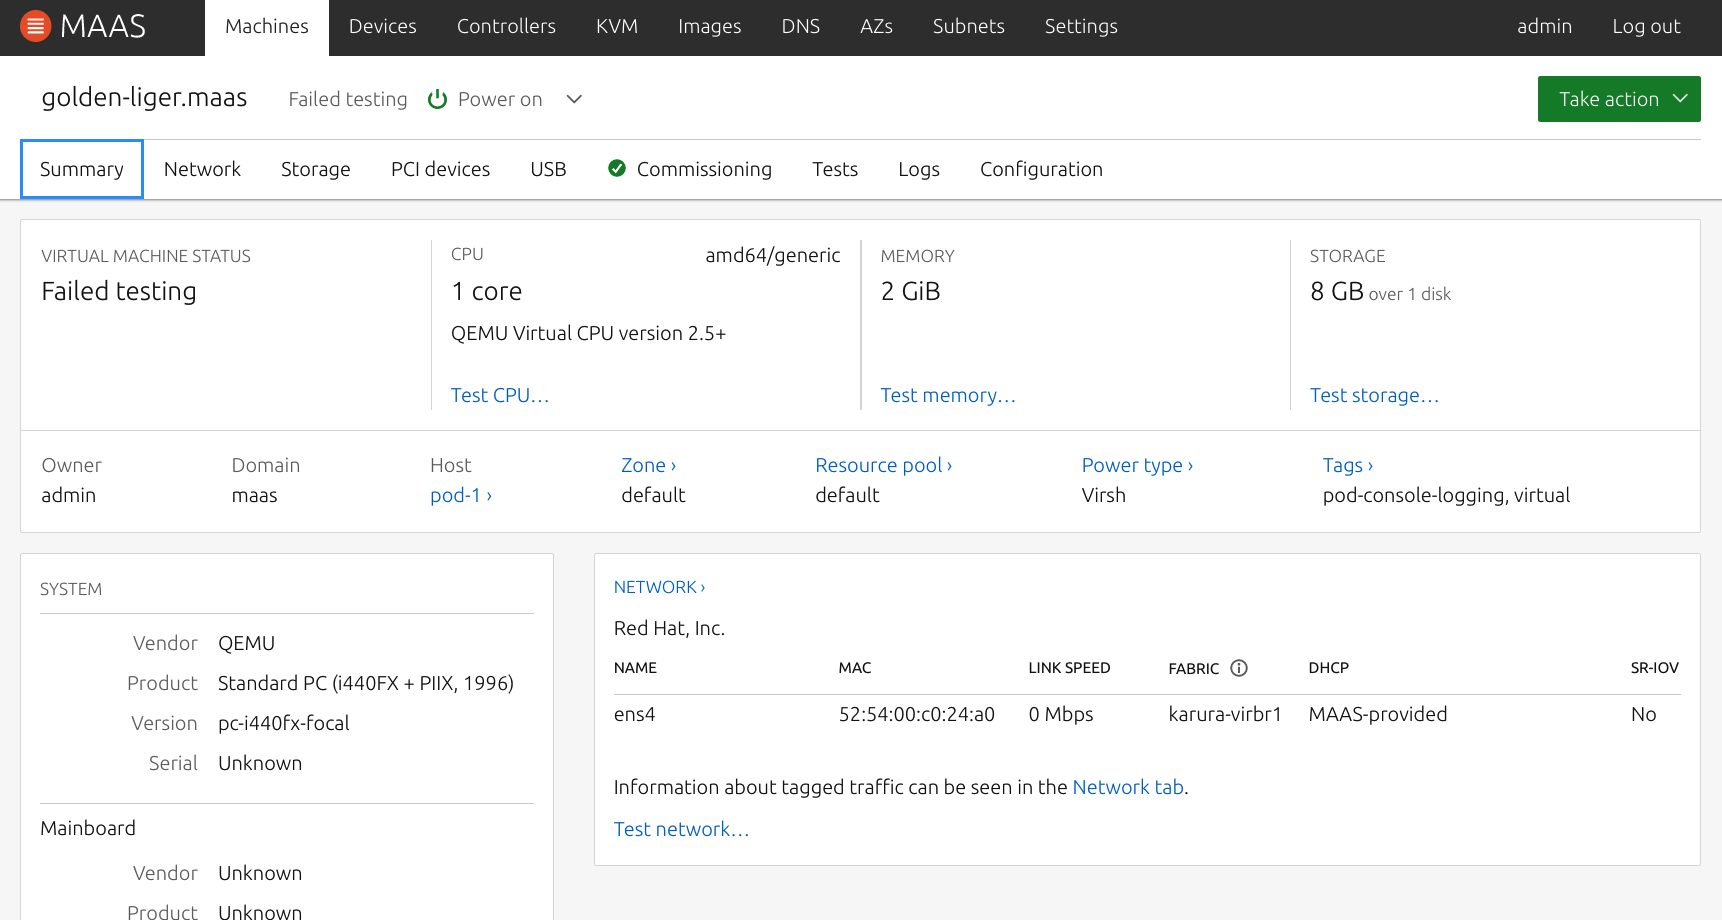 MAAS Machines Devices Controllers KVM Images DNS AZs Subnets Settings admin Log out
golden-liger.maas Failed testing Power on Take action
Summary Network Storage PCI devices USB Commissioning Tests Logs Configuration
VIRTUAL MACHINE STATUS
Failed testing
CPU amd64/generic
1 core
QEMU Virtual CPU version 2.5+
Test CPU…
MEMORY
2 GiB
Test memory…
STORAGE
8 GB over 1 disk
Test storage…
Owner
admin
Domain
maas
Host
pod-1 ›
Zone ›
default
Resource pool ›
default
Power type ›
Virsh
Tags ›
pod-console-logging, virtual
SYSTEM
Vendor QEMU
Product Standard PC (i440FX + PIIX, 1996)
Version pc-i440fx-focal
Serial Unknown
Mainboard
Vendor Unknown
Product Unknown
NETWORK ›
Red Hat, Inc.
NAME MAC LINK SPEED FABRIC DHCP SR-IOV
ens4 52:54:00:c0:24:a0 0 Mbps karura-virbr1 MAAS-provided No
Information about tagged traffic can be seen in the Network tab.
Test network…